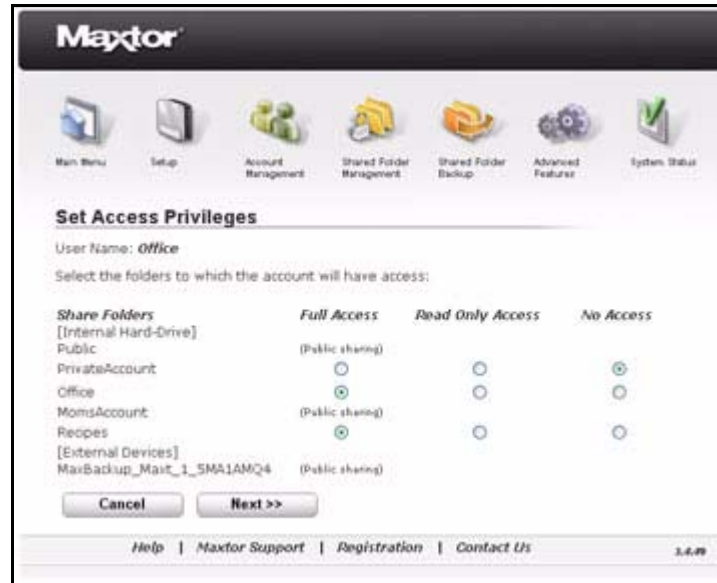 Maxtor
Main Menu
Setup
Account Management
Shared Folder Management
Shared Folder Backup
Advanced Features
System Status
Set Access Privileges
User Name: Office
Select the folders to which the account will have access:
Share Folders Full Access Read Only Access No Access
[Internal Hard-Drive]
Public (Public sharing)
PrivateAccount
Office
MomsAccount (Public sharing)
Recipes
[External Devices]
MaxBackup_Maxt_1_5MA1AMQ4 (Public sharing)
Cancel Next >>
Help | Maxtor Support | Registration | Contact Us